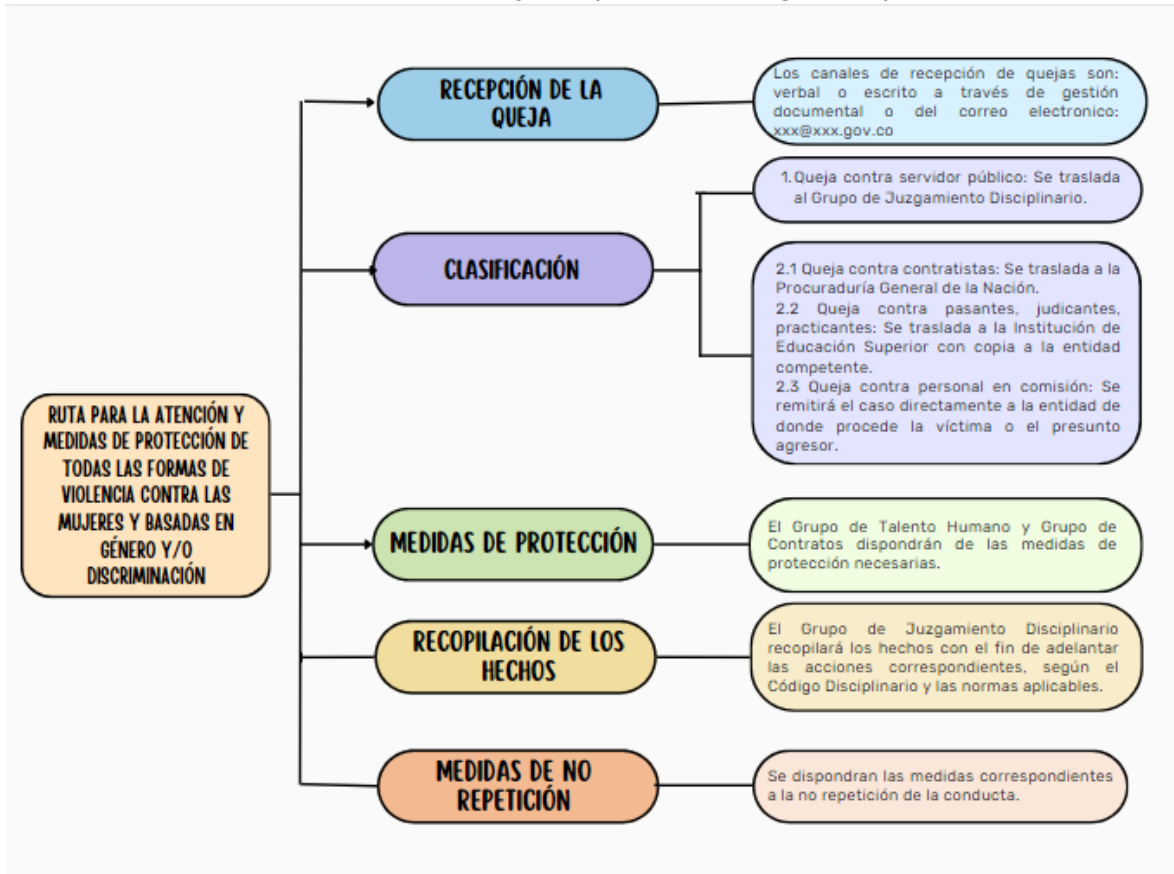 RECEPCIÓN DE LA
QUEJA
Los canales de recepción de quejas son:
verbal o escrito a través de gestión
documental o del correo electronico:
xxx@xxx.gov.co
1.Queja contra servidor público: Se traslada
al Grupo de Juzgamiento Disciplinario.
CLASIFICACIÓN
2.1 Queja contra contratistas: Se traslada a la
Procuraduría General de la Nación.
2.2 Queja contra pasantes, judicantes,
practicantes: Se traslada a la Institución de
Educación Superior con copia a la entidad
competente.
2.3 Queja contra personal en comisión: Se
remitirá el caso directamente a la entidad de
donde procede la víctima o el presunto
agresor.
RUTA PARA LA ATENCIÓN Y
MEDIDAS DE PROTECCIÓN DE
TODAS LAS FORMAS DE
VIOLENCIA CONTRA LAS
MUJERES Y BASADAS EN
GÉNERO Y/O
DISCRIMINACIÓN
MEDIDAS DE PROTECCIÓN
El Grupo de Talento Humano y Grupo de
Contratos dispondrán de las medidas de
protección necesarias.
RECOPILACIÓN DE LOS
HECHOS
El Grupo de Juzgamiento Disciplinario
recopilará los hechos con el fin de adelantar
las acciones correspondientes, según el
Código Disciplinario y las normas aplicables.
MEDIDAS DE NO
REPETICIÓN
Se dispondran las medidas correspondientes
a la no repetición de la conducta.